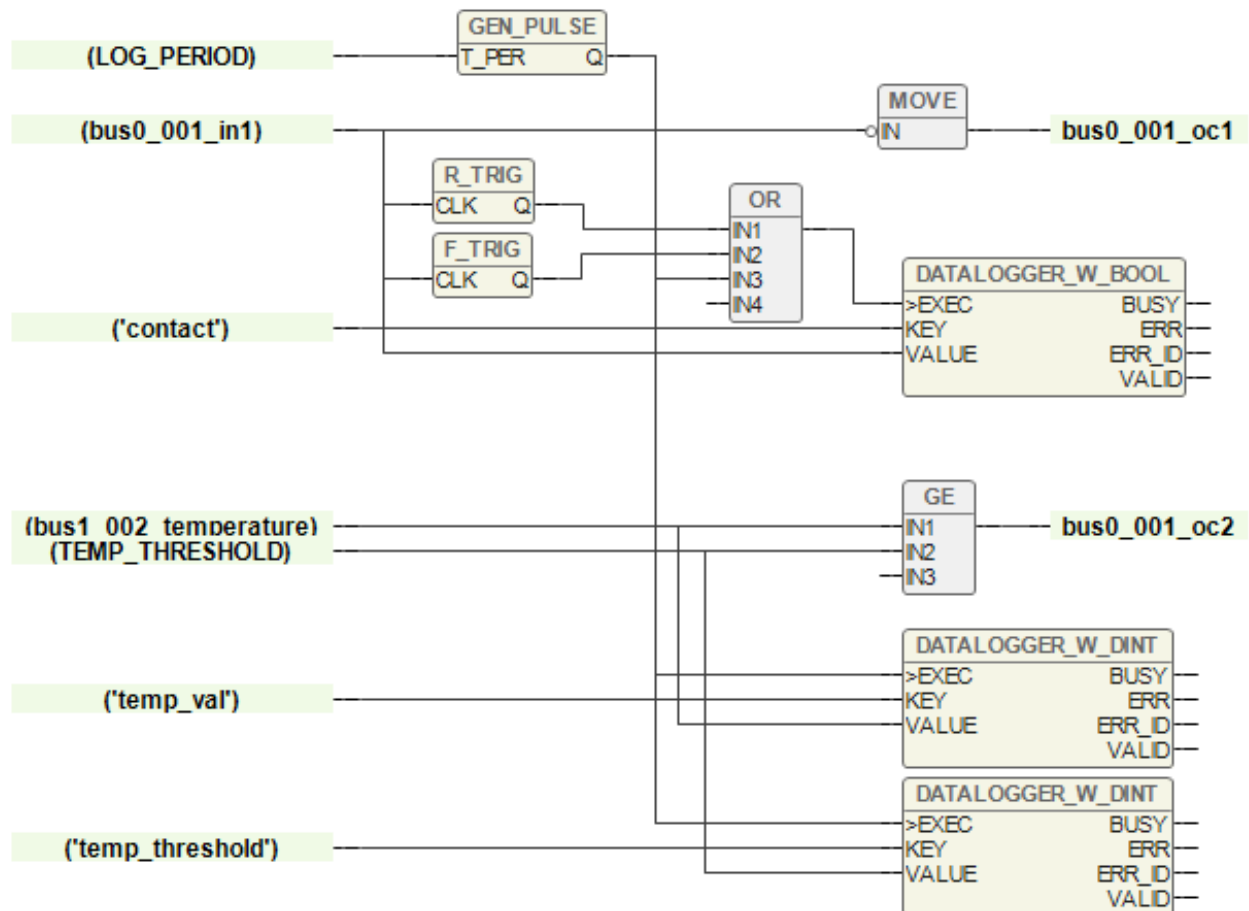 GEN_PULSE
(LOG_PERIOD) T_PER Q
MOVE
(bus0_001_in1) IN bus0_001_oc1
R_TRIG
CLK Q
OR
IN1
F_TRIG
IN2
CLK Q
IN3
DATALOGGER_W_BOOL
IN4
>EXEC BUSY
('contact') KEY ERR
VALUE ERR_ID
VALID
GE
(bus1_002_temperature) IN1 bus0_001_oc2
(TEMP_THRESHOLD) IN2
IN3
DATALOGGER_W_DINT
>EXEC BUSY
('temp_val') KEY ERR
VALUE ERR_ID
VALID
DATALOGGER_W_DINT
>EXEC BUSY
('temp_threshold') KEY ERR
VALUE ERR_ID
VALID